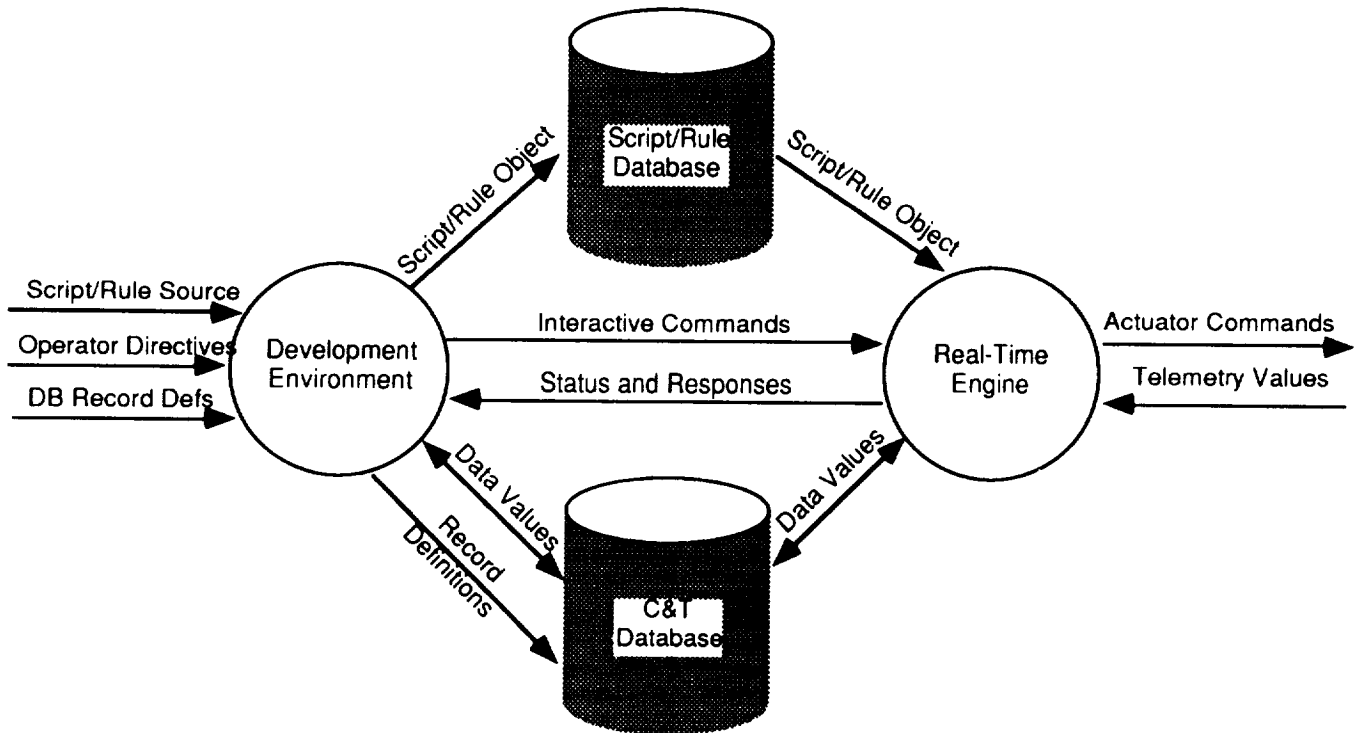 Script/Rule
Database
Script/Rule Object
Script/Rule Object
Script/Rule Source
Operator Directives
DB Record Defs
Development
Environment
Interactive Commands
Status and Responses
Real-Time
Engine
Actuator Commands
Telemetry Values
Data Values
Record
Definitions
Data Values
C&T
Database